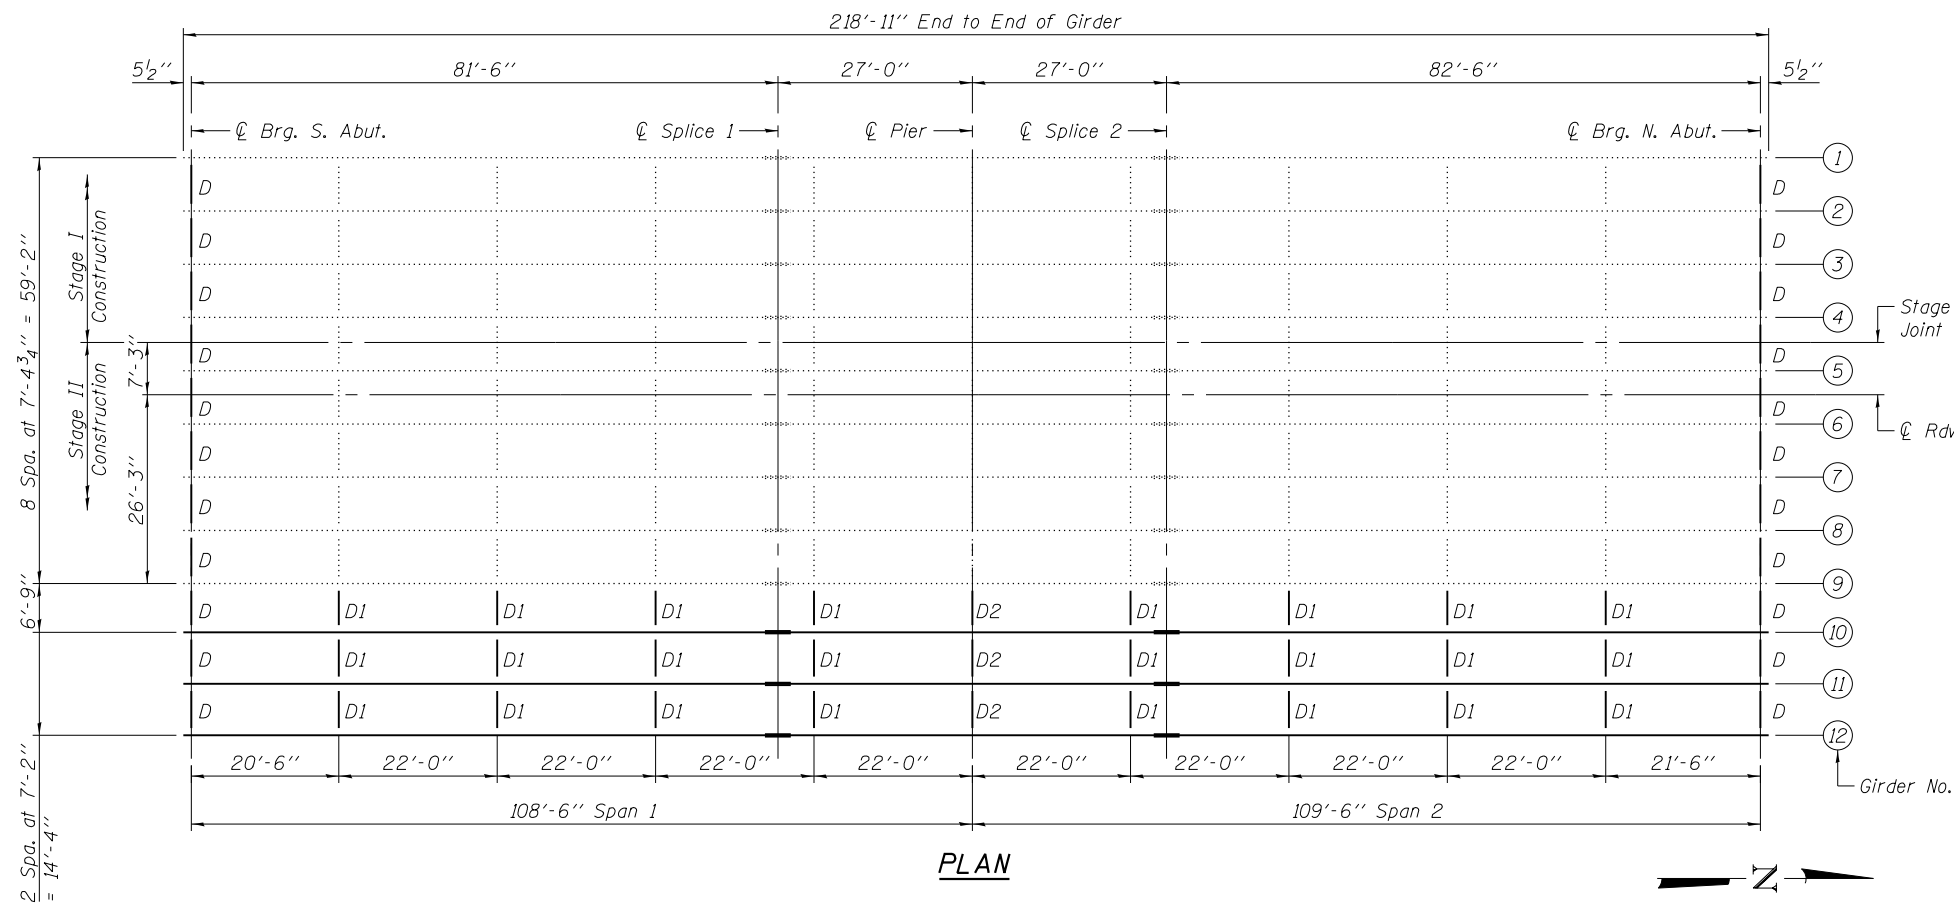 218'-11" End to End of Girder
5½" 81'-6" 27'-0" 27'-0" 82'-6" 5½"
℄ Brg. S. Abut. ℄ Splice 1 ℄ Pier ℄ Splice 2 ℄ Brg. N. Abut.
1
D D
2
D D
3
D D
4
D D
5
D D
6
D D
7
D D
8
D D
9
D D1 D1 D1 D1 D2 D1 D1 D1 D1 D
10
D D1 D1 D1 D1 D2 D1 D1 D1 D1 D
11
D D1 D1 D1 D1 D2 D1 D1 D1 D1 D
12
Stage I
Construction
Stage II
Construction
8 Spa. at 7'-4¾" = 59'-2"
7'-3"
26'-3"
6'-9"
2 Spa. at 7'-2"
= 14'-4"
Stage
Joint
℄ Rdw
Girder No.
20'-6" 22'-0" 22'-0" 22'-0" 22'-0" 22'-0" 22'-0" 22'-0" 22'-0" 21'-6"
108'-6" Span 1 109'-6" Span 2
PLAN
N